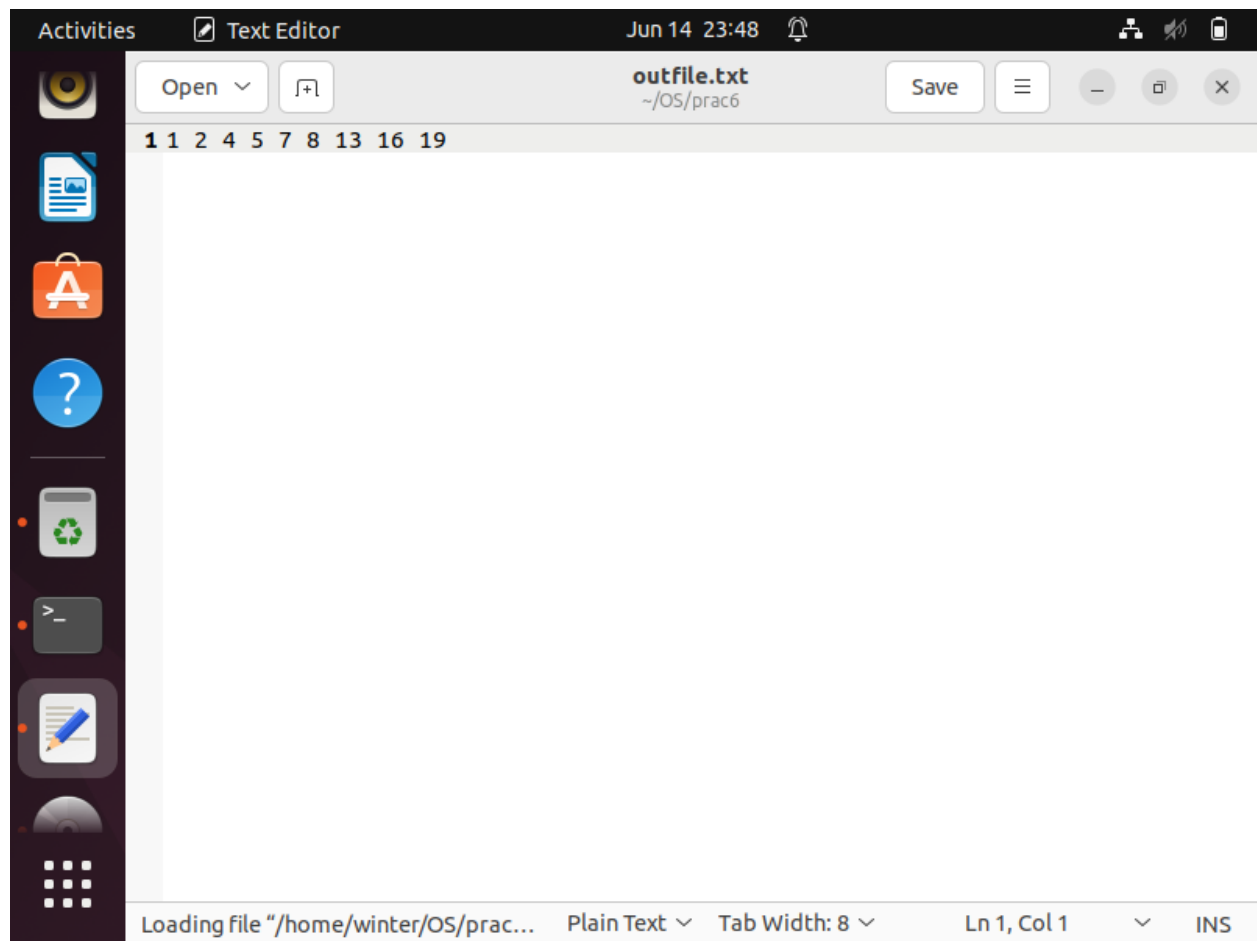 Activities Text Editor Jun 14 23:48
Open outfile.txt Save
~/OS/prac6
1 1 2 4 5 7 8 13 16 19
Loading file “/home/winter/OS/prac... Plain Text Tab Width: 8 Ln 1, Col 1 INS